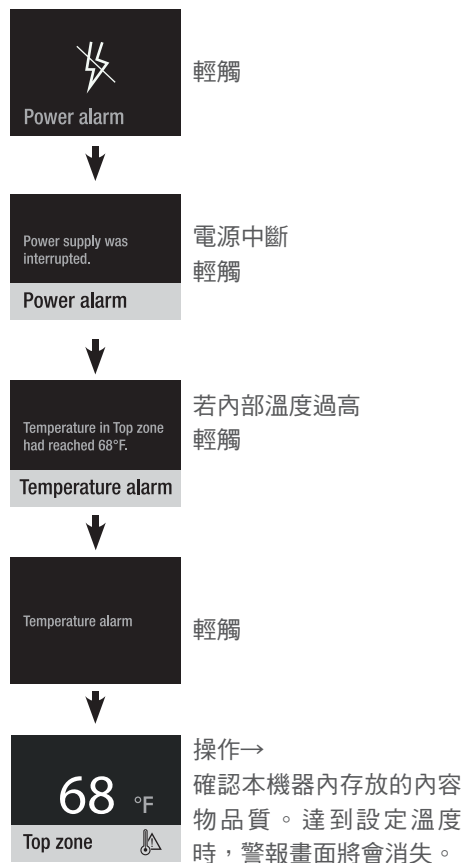 輕觸
Power alarm
Power supply was
interrupted.
Power alarm
電源中斷
輕觸
Temperature in Top zone
had reached 68°F.
Temperature alarm
若內部溫度過高
輕觸
Temperature alarm
輕觸
68 °F
Top zone
操作→
確認本機器內存放的內容
物品質。達到設定溫度
時，警報畫面將會消失。